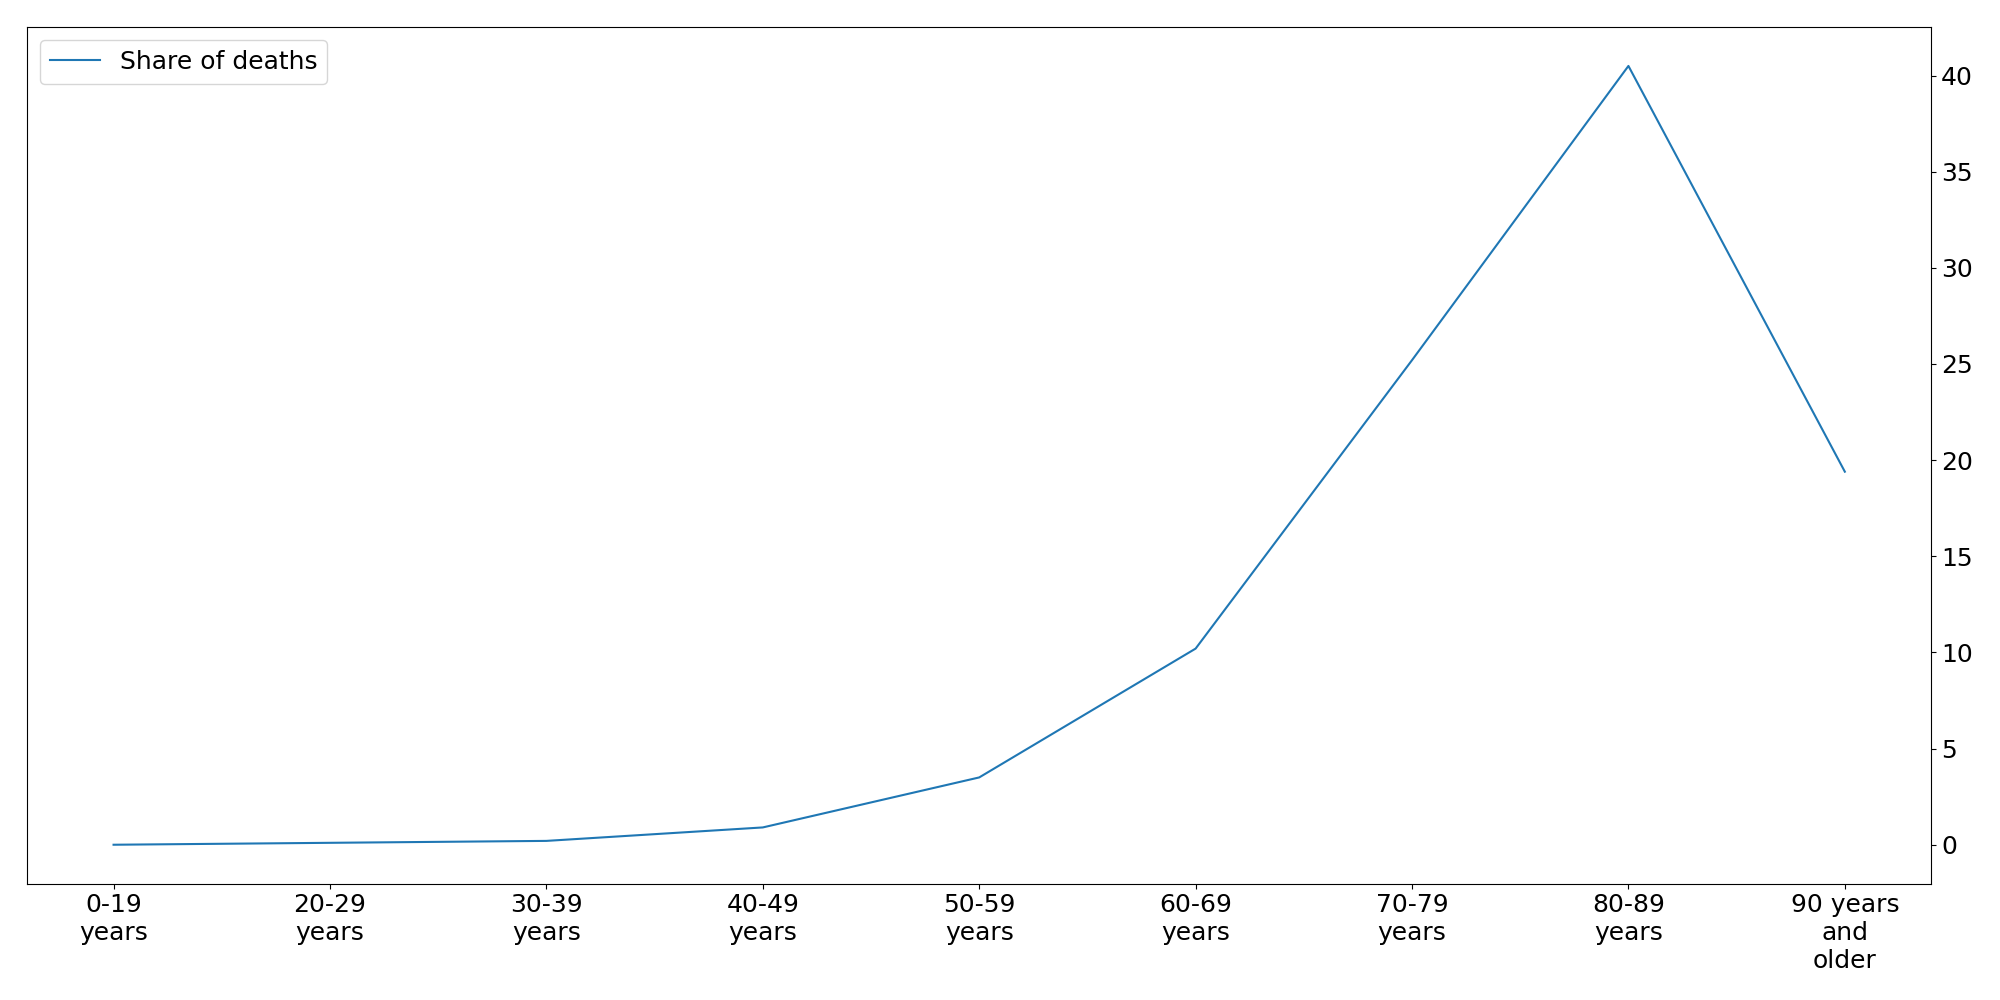 Share of deaths
40
35
30
25
20
15
10
5
0
0-19
years
20-29
years
30-39
years
40-49
years
50-59
years
60-69
years
70-79
years
80-89
years
90 years
and
older